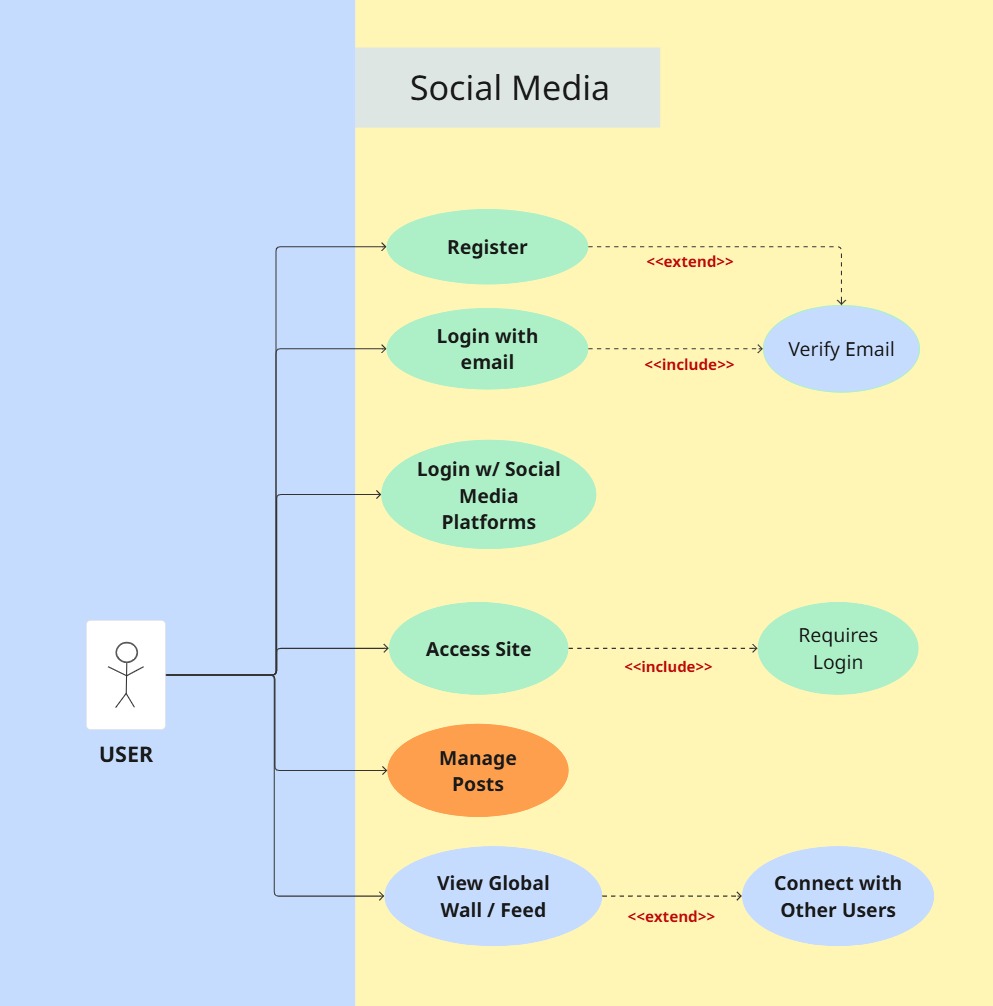 Social Media
Register
<<extend>>
Login with
email
<<include>>
Verify Email
Login w/ Social
Media
Platforms
Access Site
<<include>>
Requires
Login
USER
Manage
Posts
View Global
Wall / Feed
<<extend>>
Connect with
Other Users